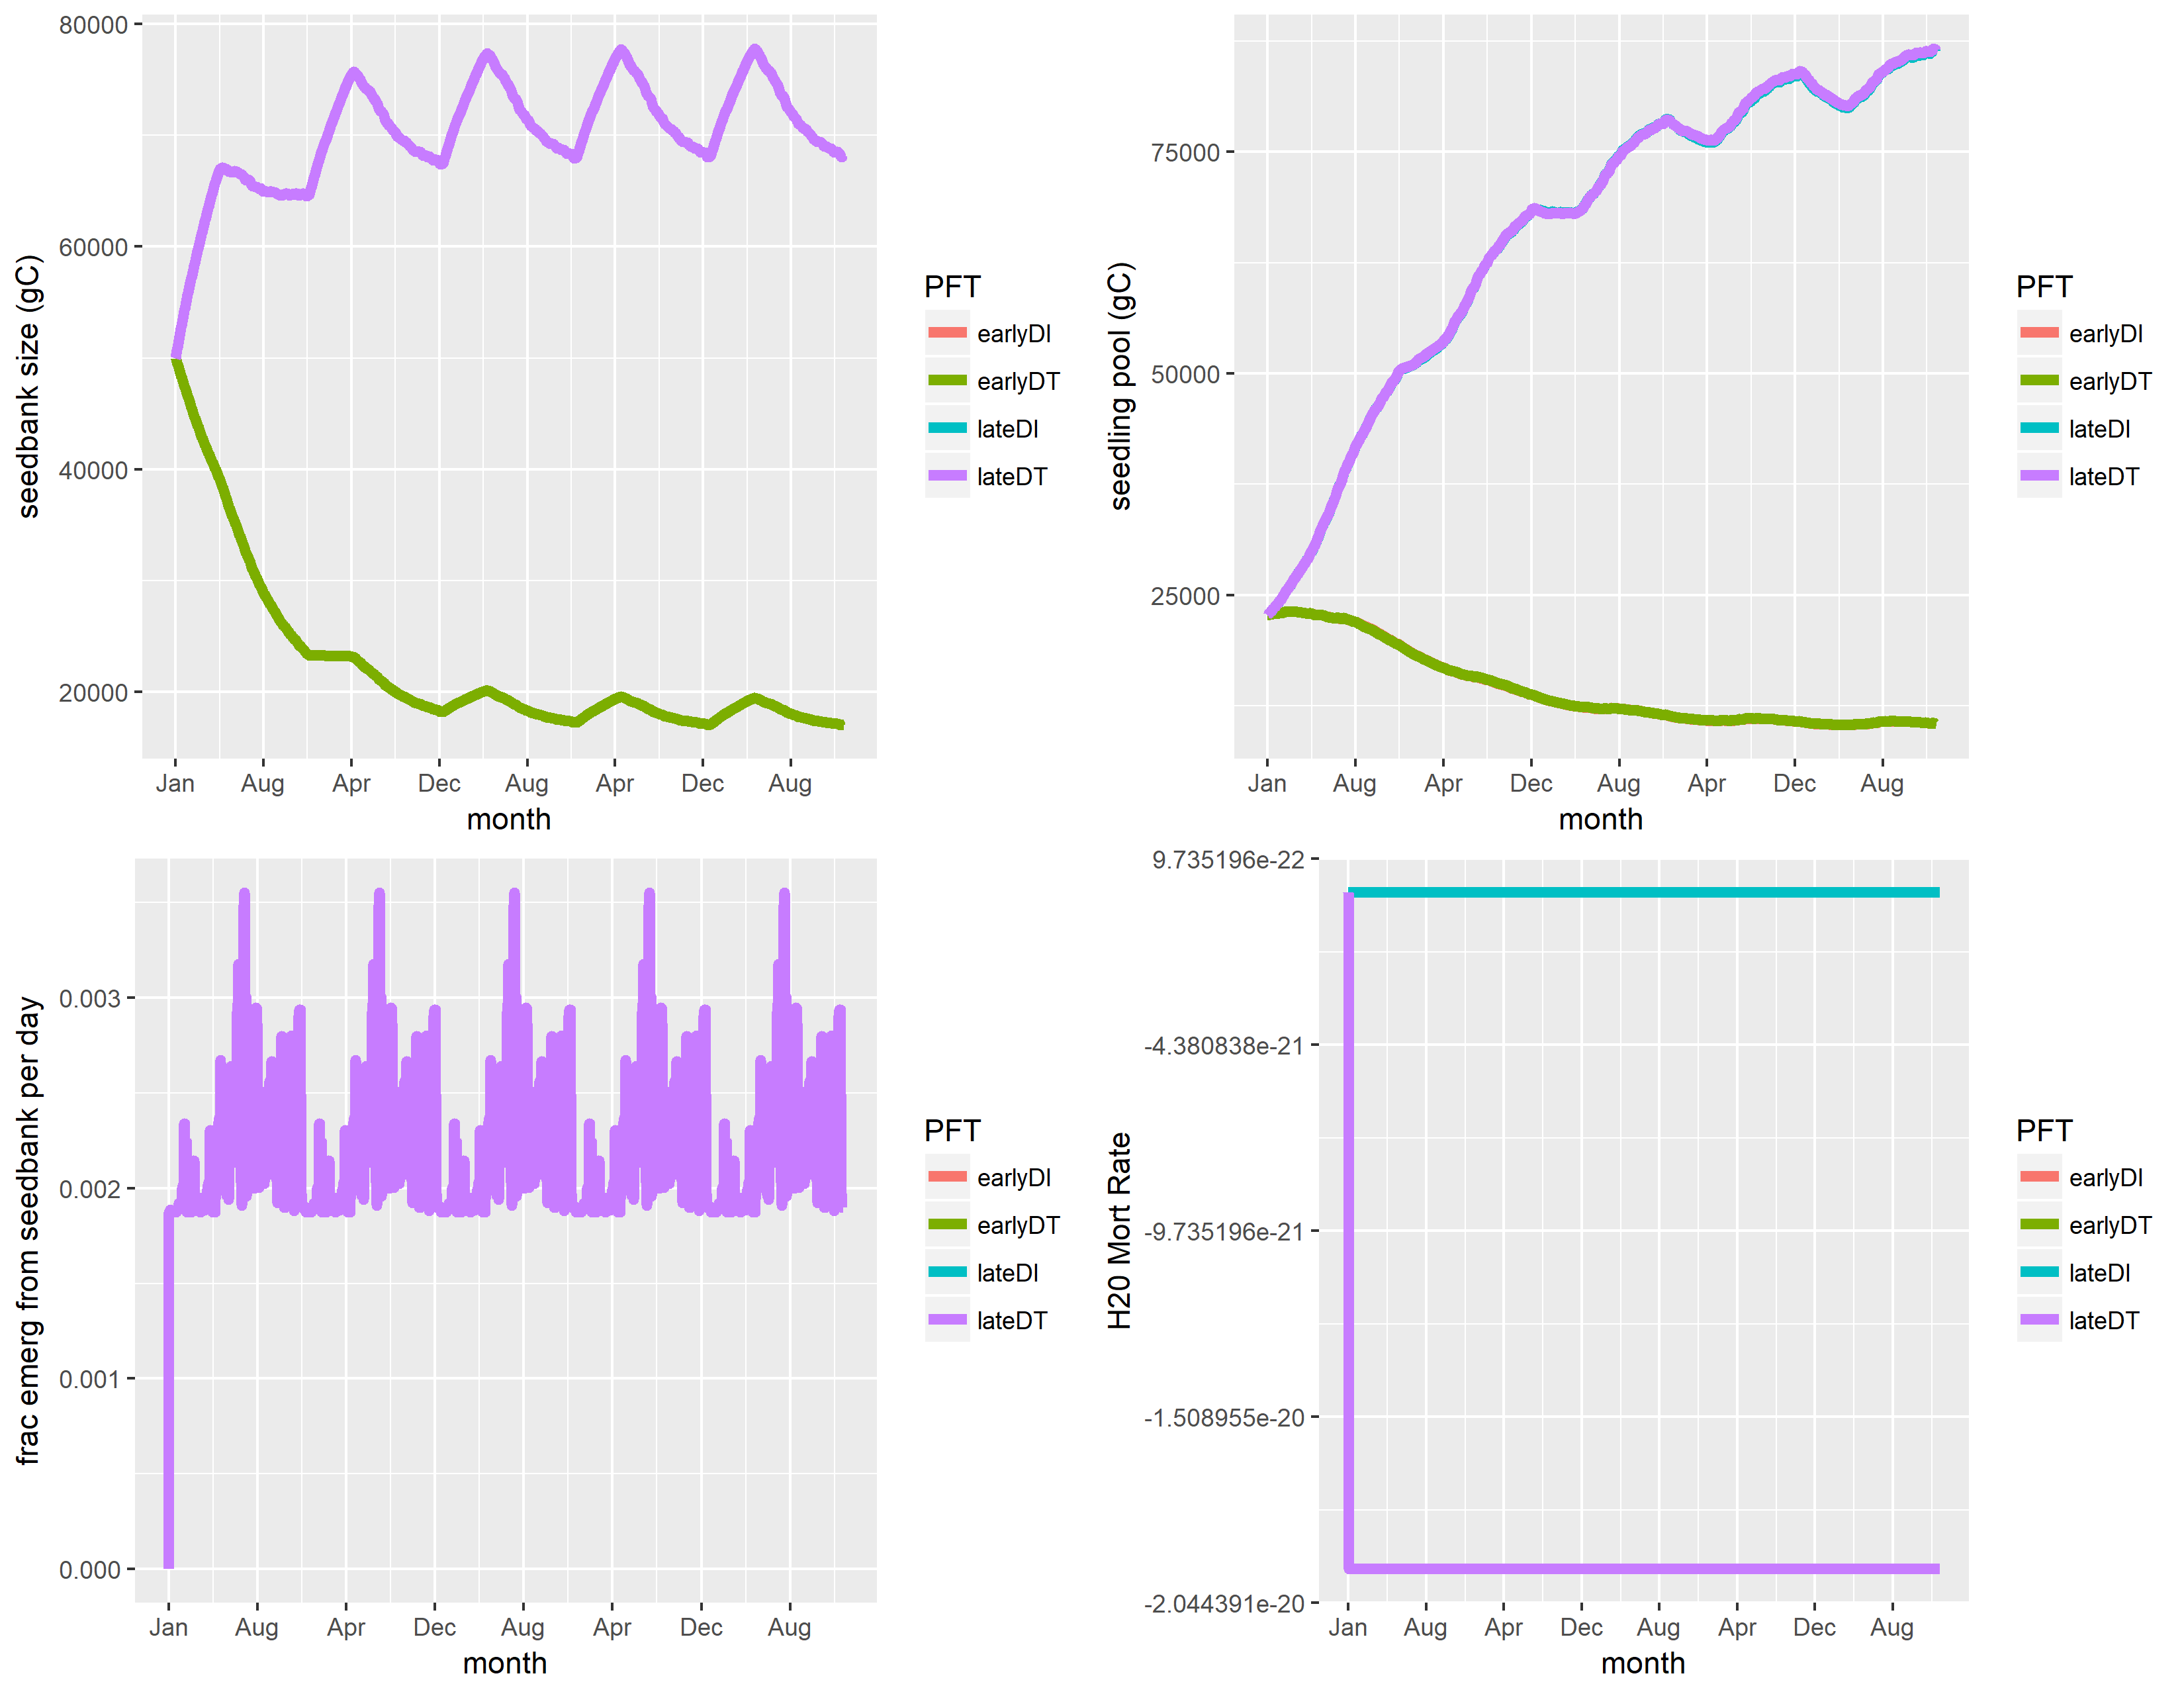 seedbank size (gC)
80000
60000
40000
20000
Jan Aug Apr Dec Aug Apr Dec Aug
month
PFT
earlyDI
earlyDT
lateDI
lateDT
seedling pool (gC)
75000
50000
25000
Jan Aug Apr Dec Aug Apr Dec Aug
month
PFT
earlyDI
earlyDT
lateDI
lateDT
frac emerg from seedbank per day
0.003
0.002
0.001
0.000
Jan Aug Apr Dec Aug Apr Dec Aug
month
PFT
earlyDI
earlyDT
lateDI
lateDT
H20 Mort Rate
9.735196e-22
-4.380838e-21
-9.735196e-21
-1.508955e-20
-2.044391e-20
Jan Aug Apr Dec Aug Apr Dec Aug
month
PFT
earlyDI
earlyDT
lateDI
lateDT